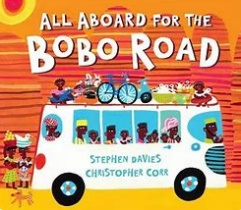 ALL ABOARD FOR THE
BOBO ROAD
STEPHEN DAVIES
CHRISTOPHER CORR